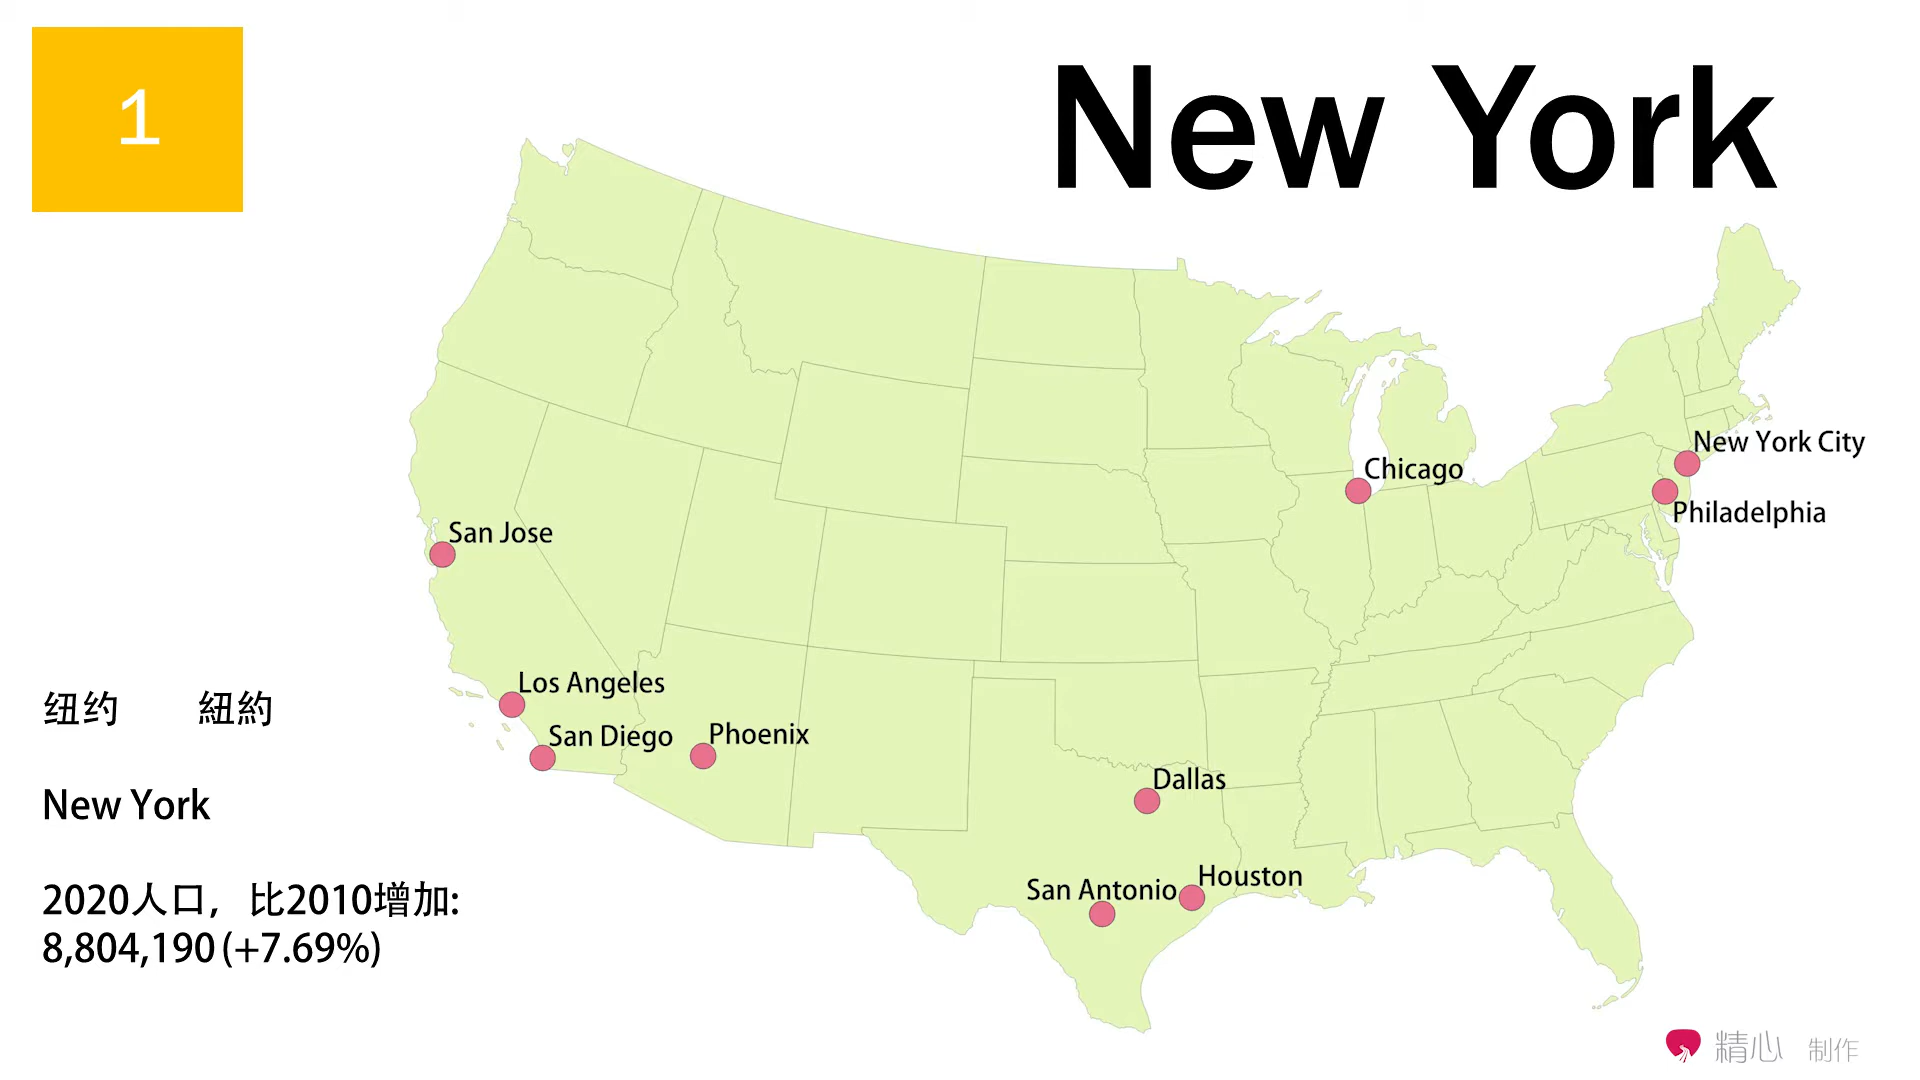 1
New York
New York City
Chicago
Philadelphia
San Jose
Los Angeles
San Diego
Phoenix
Dallas
San Antonio
Houston
纽约 紐約
New York
2020人口，比2010增加:
8,804,190 (+7.69%)
精心 制作